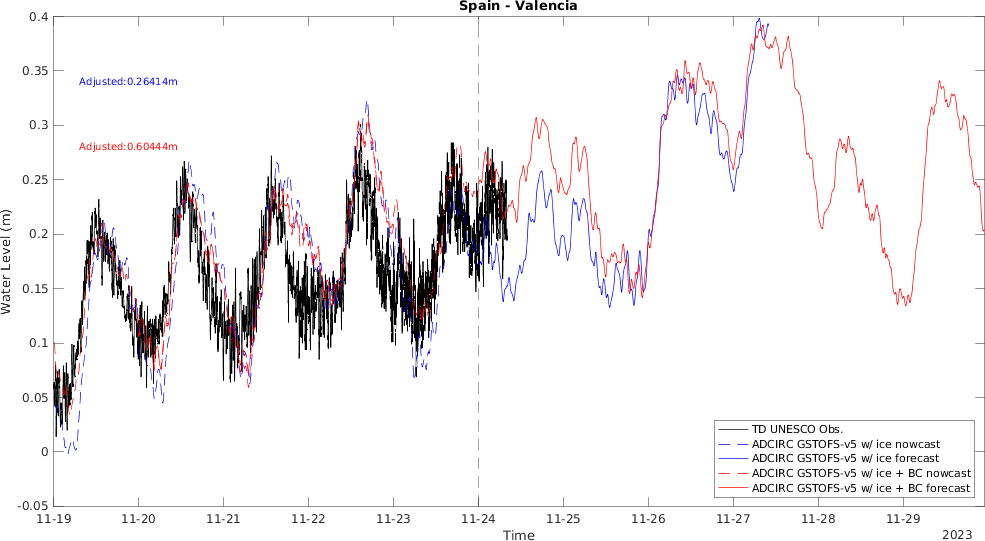 Spain - Valencia
0.4
0.35
0.3
0.25
0.2
0.15
0.1
0.05
0
-0.05
Water Level (m)
Adjusted:0.26414m
Adjusted:0.60444m
TD UNESCO Obs.
ADCIRC GSTOFS-v5 w/ ice nowcast
ADCIRC GSTOFS-v5 w/ ice forecast
ADCIRC GSTOFS-v5 w/ ice + BC nowcast
ADCIRC GSTOFS-v5 w/ ice + BC forecast
11-19 11-20 11-21 11-22 11-23 11-24 11-25 11-26 11-27 11-28 11-29
Time
2023